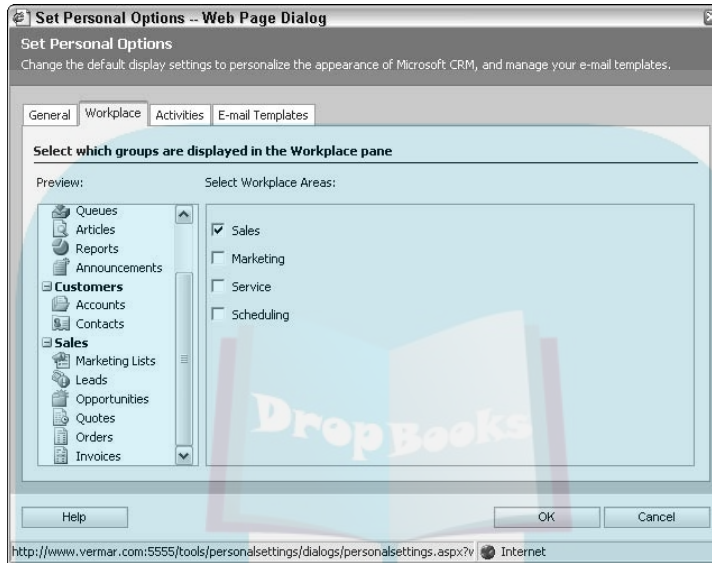 Set Personal Options -- Web Page Dialog
Set Personal Options
Change the default display settings to personalize the appearance of Microsoft CRM, and manage your e-mail templates.
General Workplace Activities E-mail Templates
Select which groups are displayed in the Workplace pane
Preview: Select Workplace Areas:
Queues
Articles
Reports
Announcements
Customers
Accounts
Contacts
Sales
Marketing Lists
Leads
Opportunities
Quotes
Orders
Invoices
Sales
Marketing
Service
Scheduling
DropBooks
Help OK Cancel
http://www.vermar.com:5555/tools/personalsettings/dialogs/personalsettings.aspx?v Internet